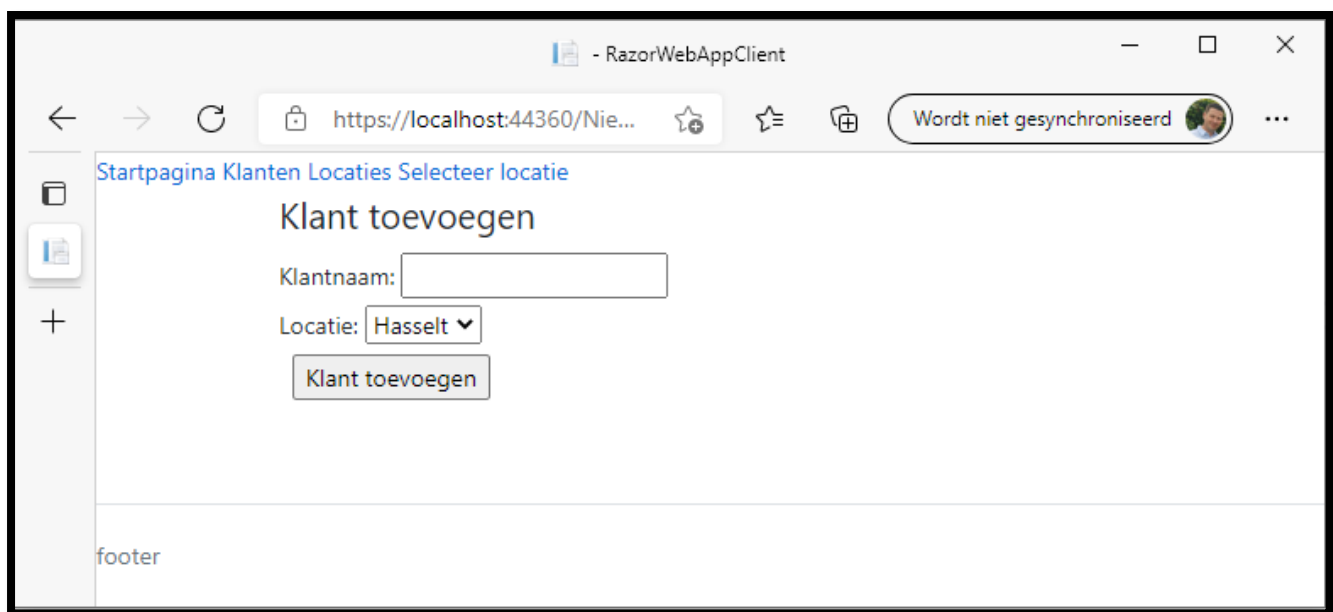 - RazorWebAppClient
https://localhost:44360/Nie...
Wordt niet gesynchroniseerd
Startpagina Klanten Locaties Selecteer locatie
Klant toevoegen
Klantnaam:
Locatie: Hasselt
Klant toevoegen
footer